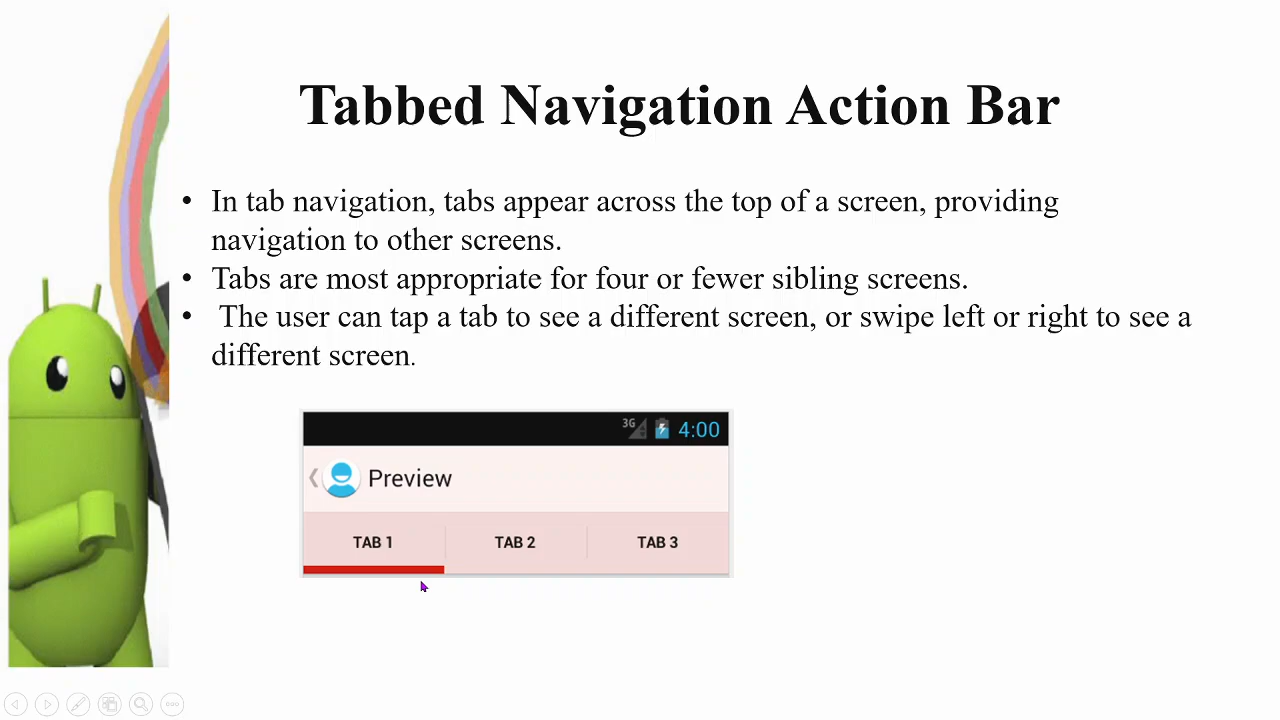 Tabbed Navigation Action Bar
• In tab navigation, tabs appear across the top of a screen, providing
navigation to other screens.
• Tabs are most appropriate for four or fewer sibling screens.
• The user can tap a tab to see a different screen, or swipe left or right to see a
different screen.
3G 4:00
Preview
TAB 1 TAB 2 TAB 3